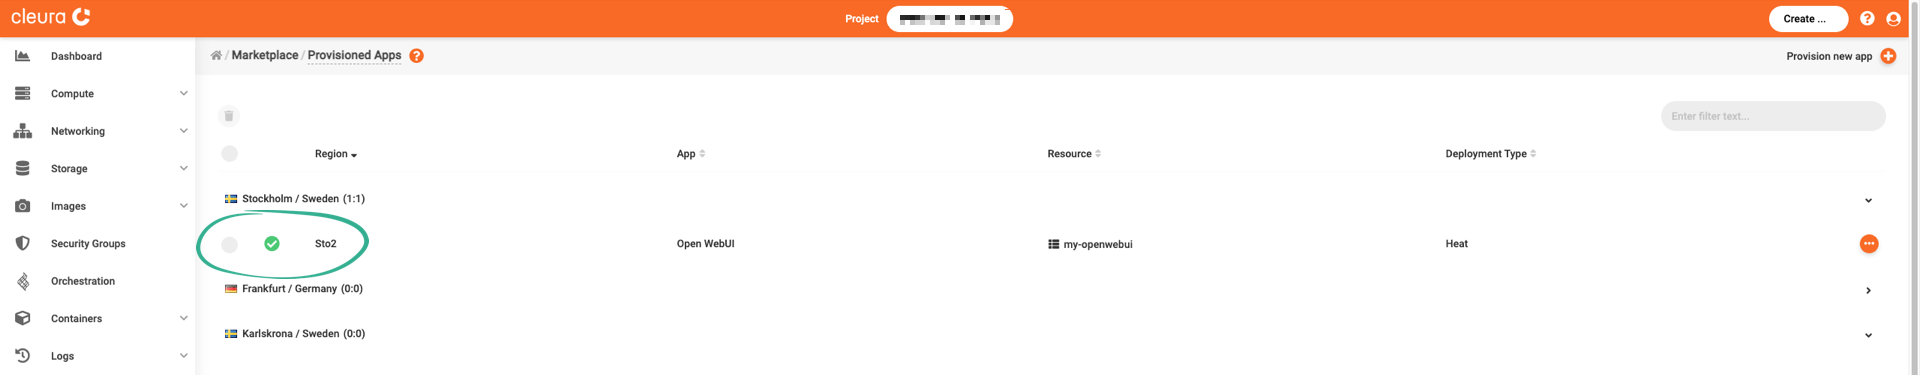 cleura
Project
Create ...
Dashboard
/ Marketplace / Provisioned Apps ?
Provision new app
Compute
Networking
Enter filter text...
Region
App
Resource
Deployment Type
Storage
Images
Stockholm / Sweden (1:1)
Security Groups
Sto2
Open WebUI
my-openwebui
Heat
Orchestration
Frankfurt / Germany (0:0)
Containers
Karlskrona / Sweden (0:0)
Logs